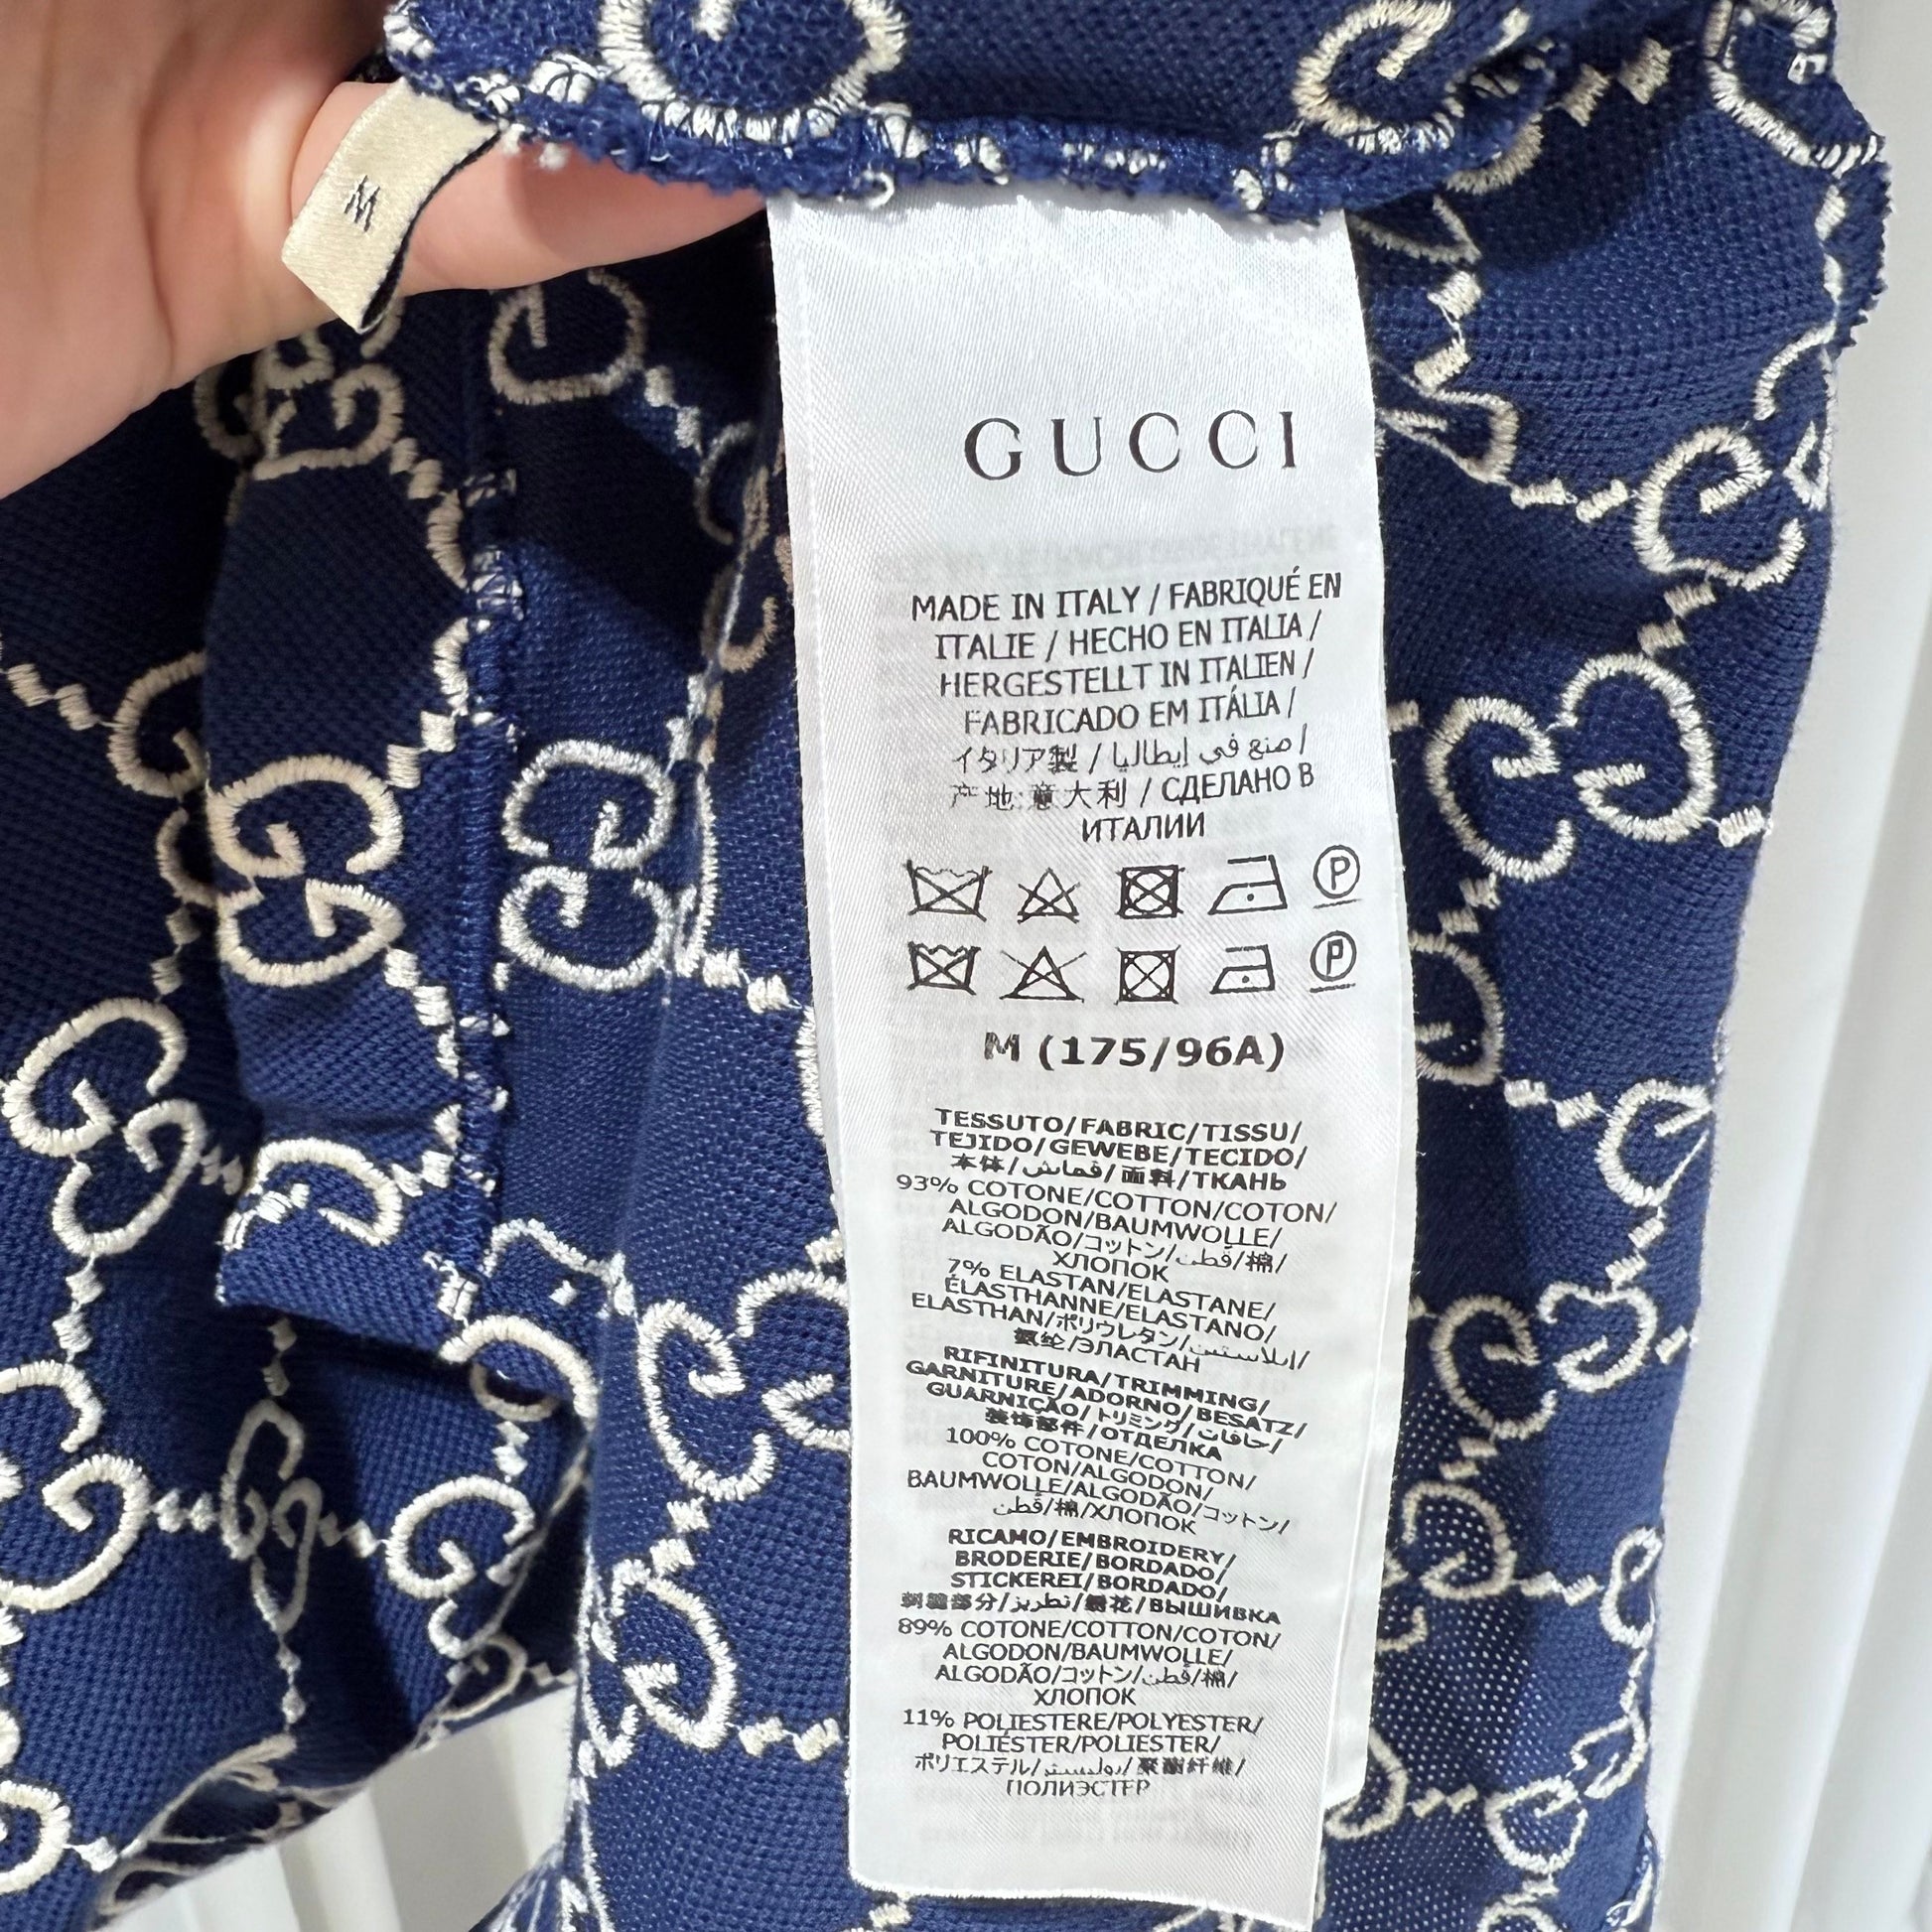 M
GUCCI
MADE IN ITALY / FABRIQUÉ EN
ITALIE / HECHO EN ITALIA /
HERGESTELLT IN ITALIEN /
FABRICADO EM ITÁLIA /
イタリア製 / صنع في إيطاليا /
产地:意大利 / СДЕЛАНО В
ИТАЛИИ
P
P
M (175/96A)
TESSUTO/FABRIC/TISSU/
TEJIDO/GEWEBE/TECIDO/
本体/قماش/面料/ТКАНЬ
93% COTONE/COTTON/COTON/
ALGODON/BAUMWOLLE/
ALGODÃO/コットン/قطن/棉/
ХЛОПОК
7% ELASTAN/ELASTANE/
ÉLASTHANNE/ELASTANO/
ELASTHAN/ポリウレタン/إيلاستين/
氨纶/ЭЛАСТАН
RIFINITURA/TRIMMING/
GARNITURE/ADORNO/BESATZ/
GUARNIÇÃO/トリミング/حافات/
装饰部件/ОТДЕЛКА
100% COTONE/COTTON/
COTON/ALGODON/
BAUMWOLLE/ALGODÃO/コットン/
قطن/棉/ХЛОПОК
RICAMO/EMBROIDERY/
BRODERIE/BORDADO/
STICKEREI/BORDADO/
刺繍部分/تطريز/绣花/ВЫШИВКА
89% COTONE/COTTON/COTON/
ALGODON/BAUMWOLLE/
ALGODÃO/コットン/قطن/棉/
ХЛОПОК
11% POLIESTERE/POLYESTER/
POLIÉSTER/POLIESTER/
ポリエステル/بوليستر/聚酯纤维/
ПОЛИЭСТЕР